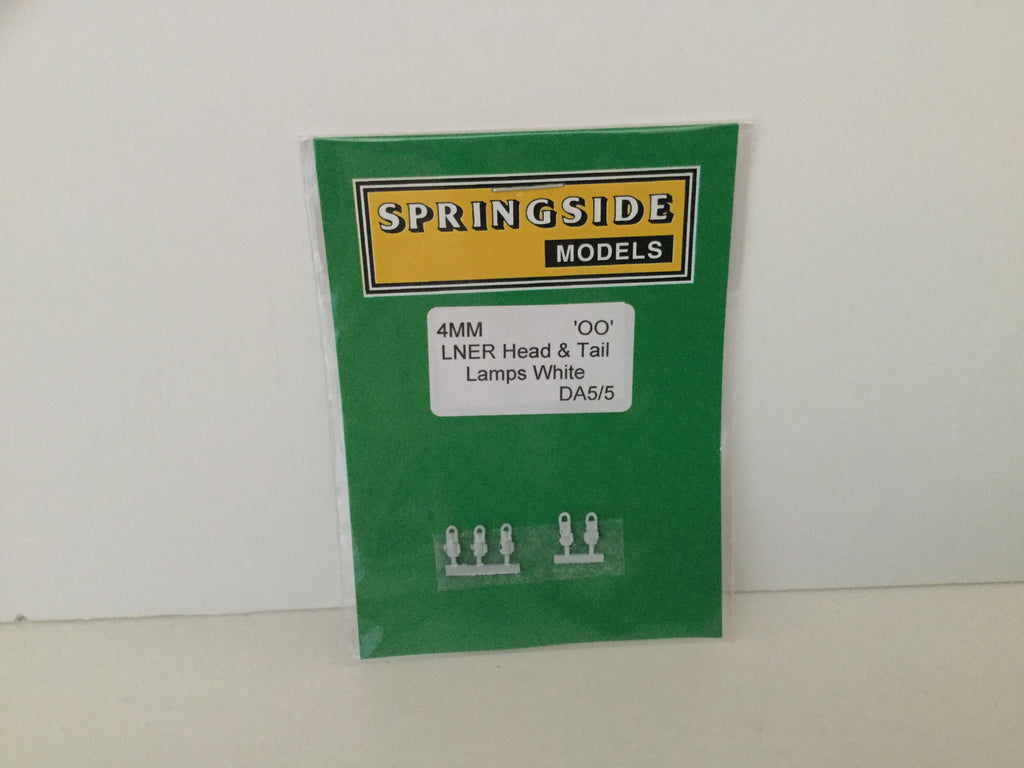 SPRINGSIDE
MODELS
4MM 'OO'
LNER Head & Tail
Lamps White
DA5/5